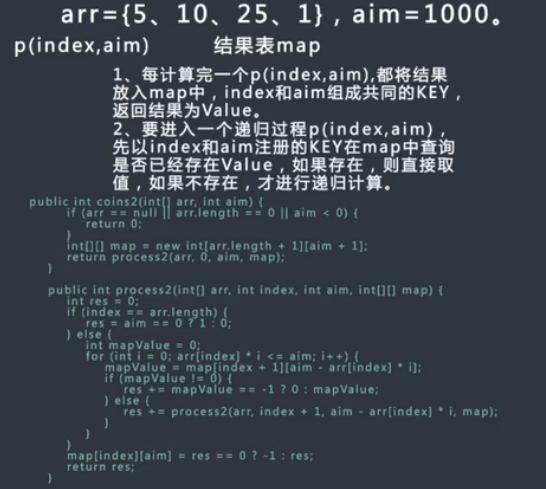 arr={5、10、25、1}，aim=1000。
p(index,aim) 结果表map
1、每计算完一个p(index,aim),都将结果
放入map中，index和aim组成共同的KEY，
返回结果为Value。
2、要进入一个递归过程p(index,aim)，
先以index和aim注册的KEY在map中查询
是否已经存在Value，如果存在，则直接取
值，如果不存在，才进行递归计算。
public int coins2(int[] arr, int aim) {
if (arr == null || arr.length == 0 || aim < 0) {
return 0;
}
int[][] map = new int[arr.length + 1][aim + 1];
return process2(arr, 0, aim, map);
}
public int process2(int[] arr, int index, int aim, int[][] map) {
int res = 0;
if (index == arr.length) {
res = aim == 0 ? 1 : 0;
} else {
int mapValue = 0;
for (int i = 0; arr[index] * i <= aim; i++) {
mapValue = map[index + 1][aim - arr[index] * i];
if (mapValue != 0) {
res += mapValue == -1 ? 0 : mapValue;
} else {
res += process2(arr, index + 1, aim - arr[index] * i, map);
}
}
}
map[index][aim] = res == 0 ? -1 : res;
return res;
}